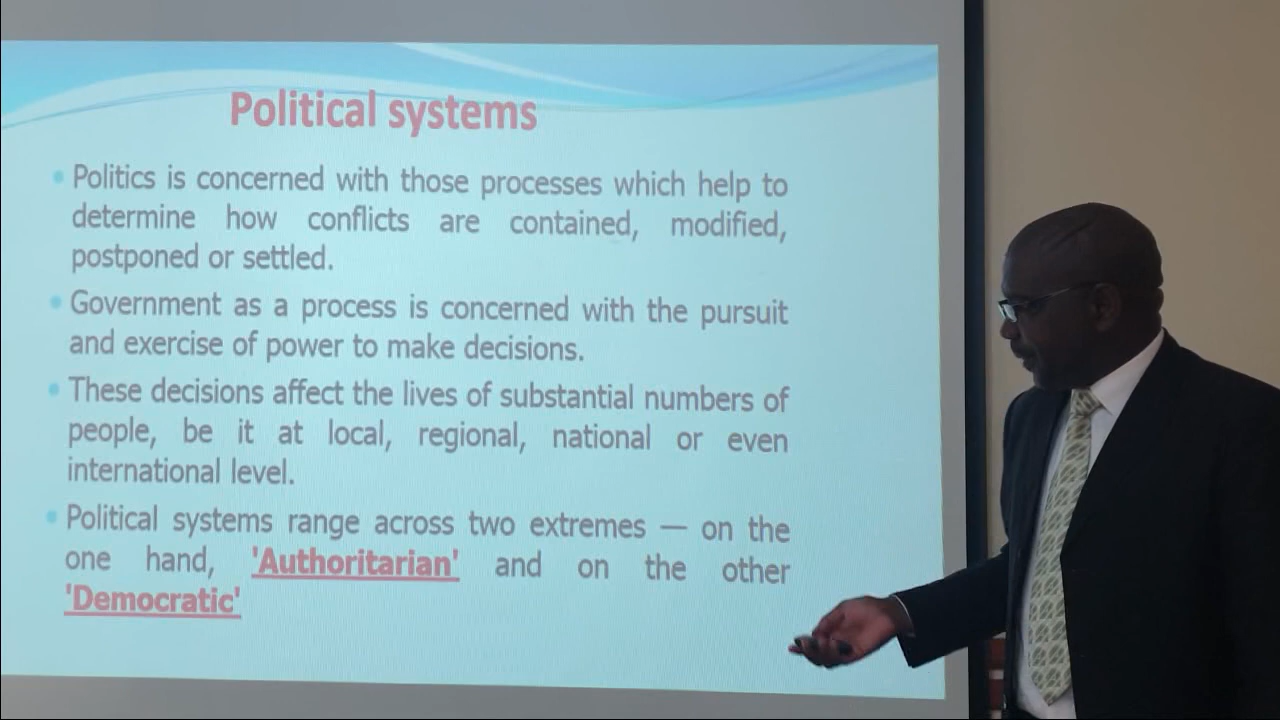 Political systems
Politics is concerned with those processes which help to
determine how conflicts are contained, modified,
postponed or settled.
Government as a process is concerned with the pursuit
and exercise of power to make decisions.
These decisions affect the lives of substantial numbers of
people, be it at local, regional, national or even
international level.
Political systems range across two extremes — on the
one hand, 'Authoritarian' and on the other
'Democratic'